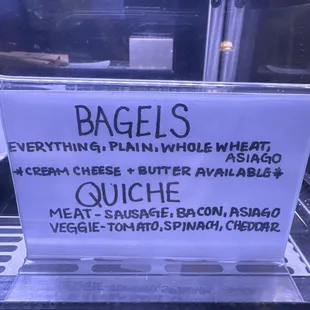 BAGELS
EVERYTHING, PLAIN, WHOLE WHEAT,
ASIAGO
*CREAM CHEESE + BUTTER AVAILABLE*
QUICHE
MEAT - SAUSAGE, BACON, ASIAGO
VEGGIE - TOMATO, SPINACH, CHEDDAR